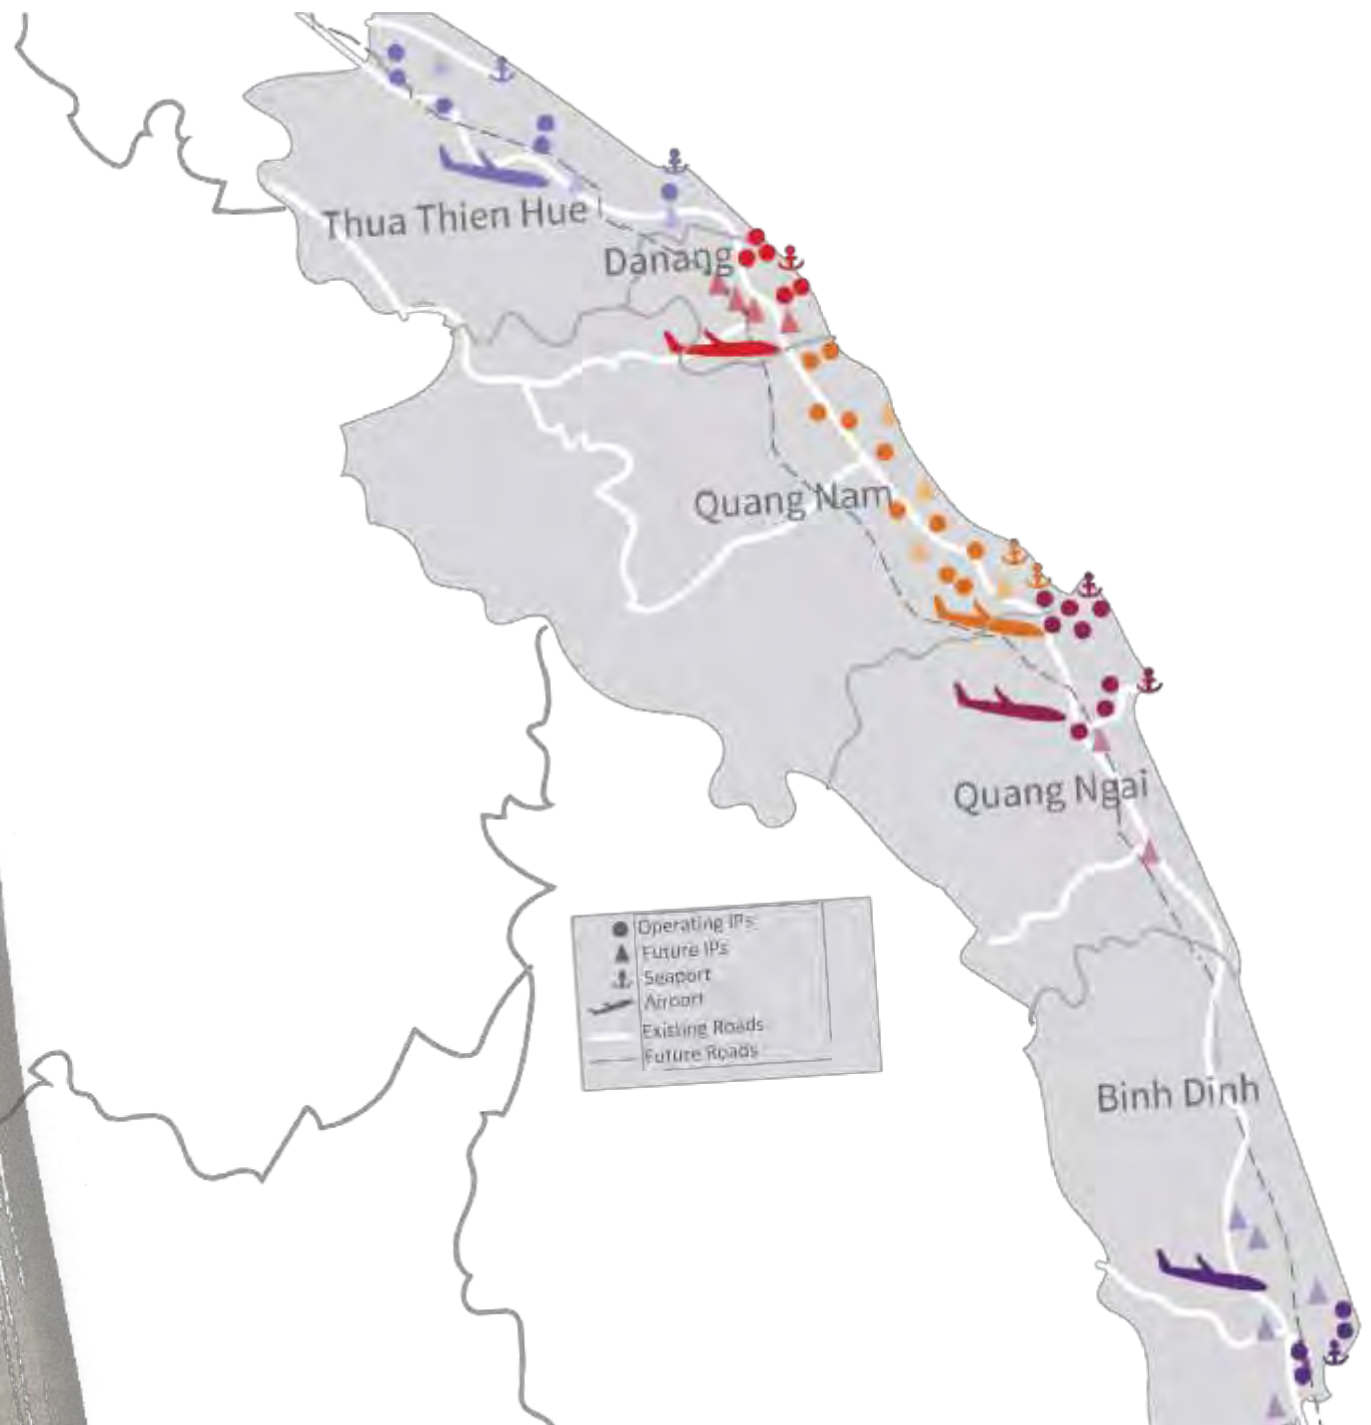 Thua Thien Hue
Danang
Quang Nam
Quang Ngai
Operating IPs
Future IPs
Seaport
Airport
Existing Roads
Future Roads
Binh Dinh